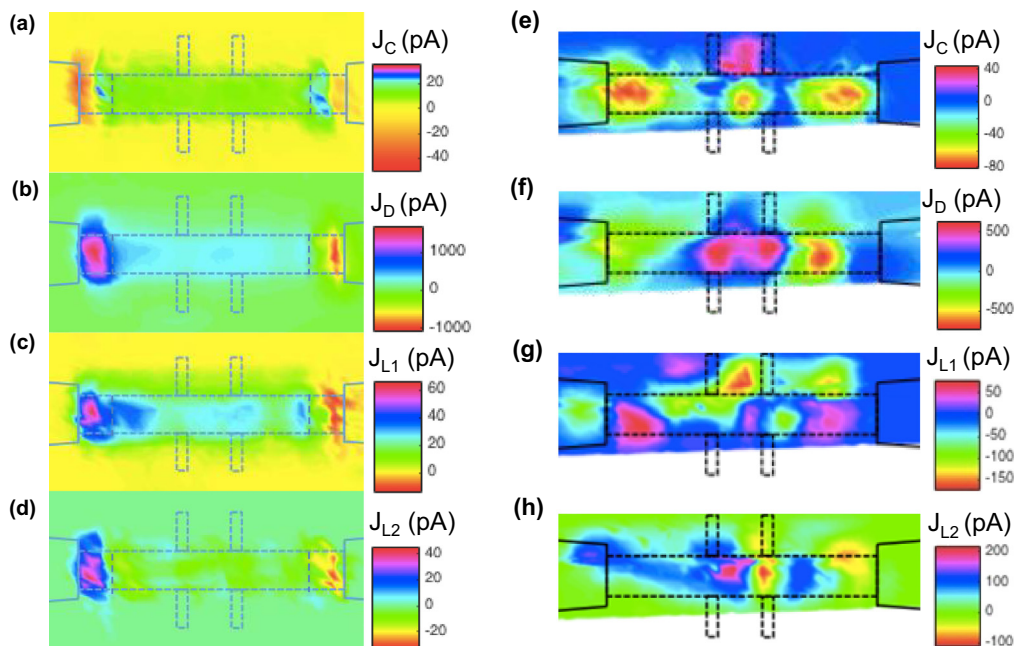 (a)
J_C (pA)
20
0
-20
-40
(b)
J_D (pA)
1000
0
-1000
(c)
J_L1 (pA)
60
40
20
0
(d)
J_L2 (pA)
40
20
0
-20
(e)
J_C (pA)
40
0
-40
-80
(f)
J_D (pA)
500
0
-500
(g)
J_L1 (pA)
50
0
-50
-100
-150
(h)
J_L2 (pA)
200
100
0
-100